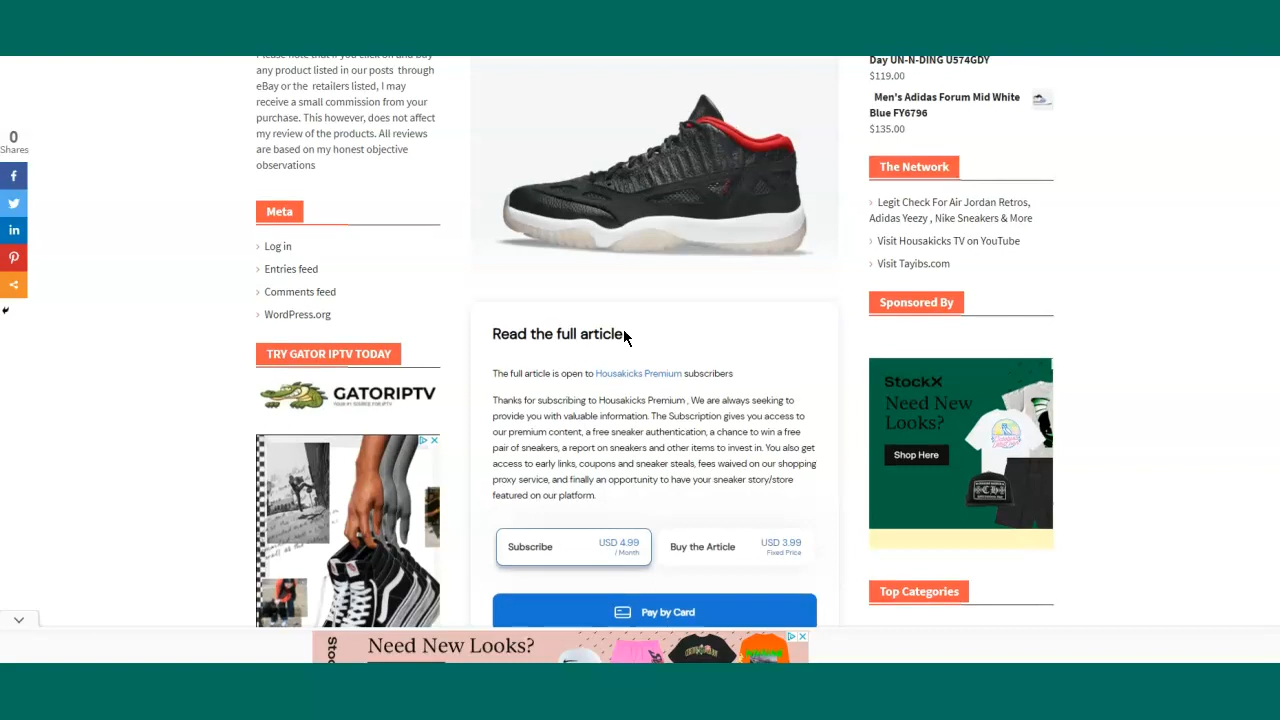 0
Shares
Please note that if you click on and buy
any product listed in our posts through
eBay or the retailers listed, I may
receive a small commission from your
purchase. This however, does not affect
my review of the products. All reviews
are based on my honest objective
observations
Meta
Log in
Entries feed
Comments feed
WordPress.org
TRY GATOR IPTV TODAY
GATORIPTV
Read the full article
The full article is open to Housakicks Premium subscribers
Thanks for subscribing to Housakicks Premium , We are always seeking to
provide you with valuable information. The Subscription gives you access to
our premium content, a free sneaker authentication, a chance to win a free
pair of sneakers, a report on sneakers and other items to invest in. You also get
access to early links, coupons and sneaker steals, fees waived on our shopping
proxy service, and finally an opportunity to have your sneaker story/store
featured on our platform.
Subscribe
USD 4.99
/ Month
Buy the Article
USD 3.99
Fixed Price
Pay by Card
Day UN-N-DING U574GDY
$119.00
Men's Adidas Forum Mid White
Blue FY6796
$135.00
The Network
Legit Check For Air Jordan Retros,
Adidas Yeezy , Nike Sneakers & More
Visit Housakicks TV on YouTube
Visit Tayibs.com
Sponsored By
StockX
Need New
Looks?
Shop Here
Top Categories
Need New Looks?